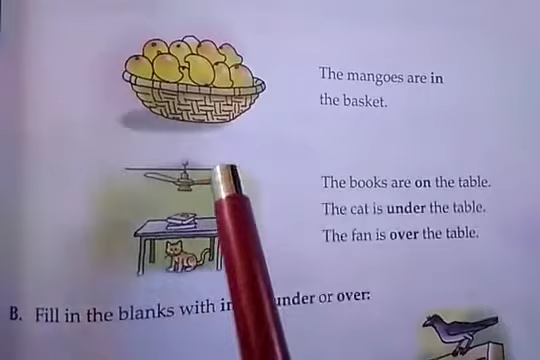 The mangoes are in
the basket.
The books are on the table.
The cat is under the table.
The fan is over the table.
B. Fill in the blanks with in under or over: